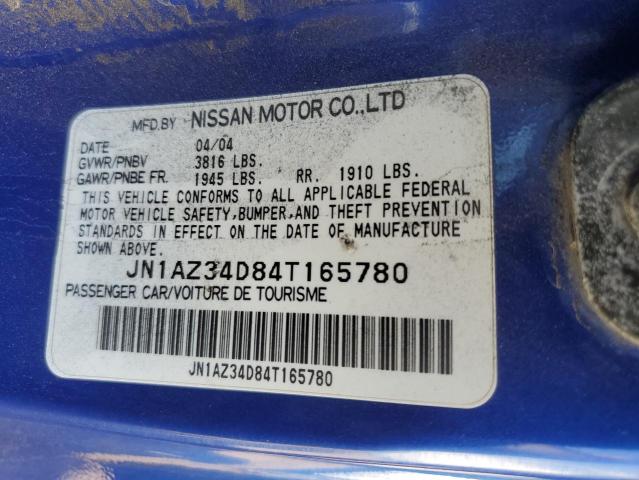 MFD.BY NISSAN MOTOR CO.,LTD
DATE 04/04
GVWR/PNBV 3816 LBS.
GAWR/PNBE FR. 1945 LBS. RR. 1910 LBS.
THIS VEHICLE CONFORMS TO ALL APPLICABLE FEDERAL
MOTOR VEHICLE SAFETY,BUMPER,AND THEFT PREVENTION
STANDARDS IN EFFECT ON THE DATE OF MANUFACTURE
SHOWN ABOVE.
JN1AZ34D84T165780
PASSENGER CAR/VOITURE DE TOURISME
JN1AZ34D84T165780